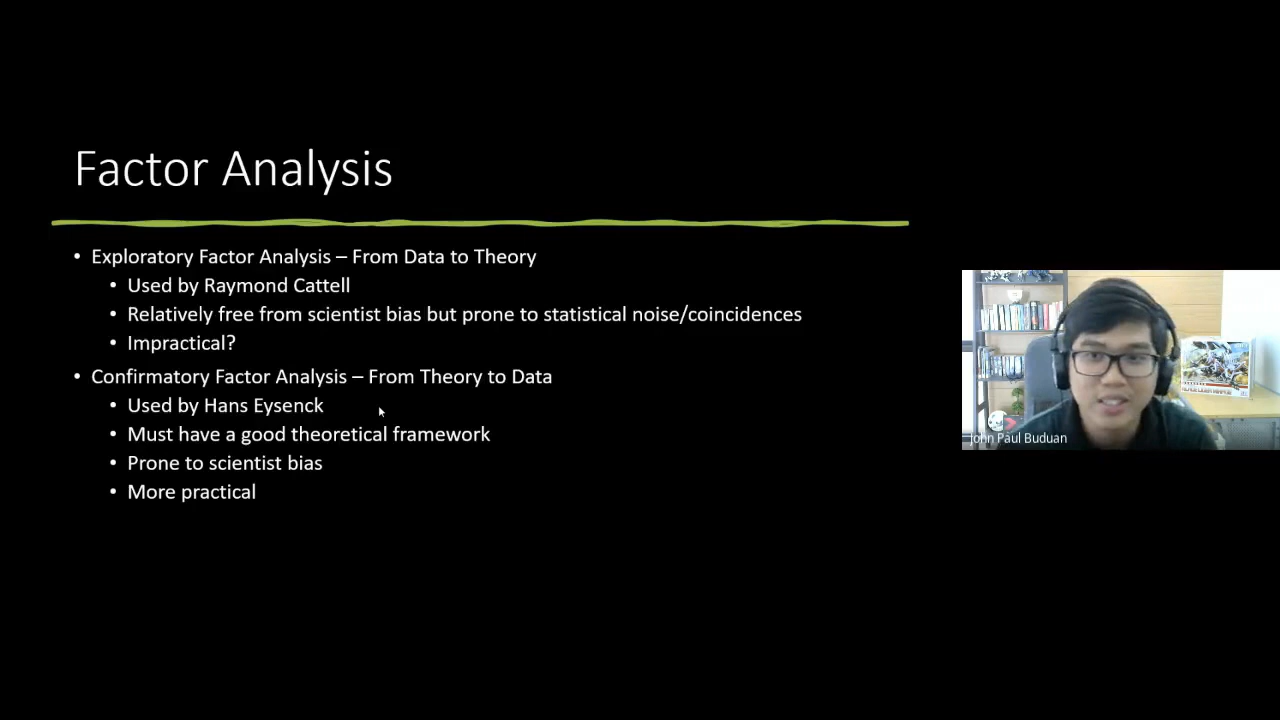 Factor Analysis
• Exploratory Factor Analysis – From Data to Theory
• Used by Raymond Cattell
• Relatively free from scientist bias but prone to statistical noise/coincidences
• Impractical?
• Confirmatory Factor Analysis – From Theory to Data
• Used by Hans Eysenck
• Must have a good theoretical framework
• Prone to scientist bias
• More practical
John Paul Buduan